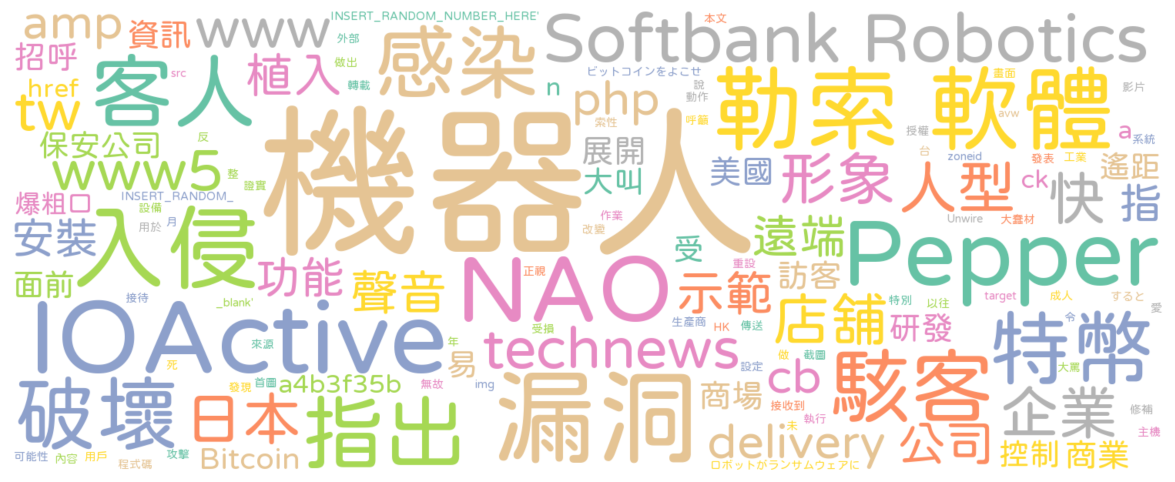 INSERT_RANDOM_NUMBER_HERE'
本文
amp
資訊
www
外部
感染
Softbank Robotics
招呼
客人
src
植入
做出
轉載
ビットコインをよこせ
說
動作
勒索
軟體
畫面
影片
href
tw
n
php
索性
呼籲
avw
機器人
授權
a
系統
保安公司
反
展開
台
zoneid
發表
工業
www5
整
證實
大叫
美國
形象
人型
ck
遙距
爆粗口
INSERT_RANDOM_
設備
月
用於
作業
改變
快
指
Unwire
大蠢材
安裝
入侵
受
遠端
Pepper
面前
功能
聲音
NAO
正視
重設
示範
訪客
_blank'
接待
生產商
HK
傳送
店舖
特別
以往
target
成人
すると
愛
IOActive
來源
年
受損
technews
研發
令
特幣
死
易
設定
做
截圖
大罵
發現
首圖
a4b3f35b
無故
img
cb
駭客
破壞
日本
指出
漏洞
商場
接收到
執行
未
企業
修補
主機
可能性
內容
用戶
程式碼
攻擊
Bitcoin
delivery
ロボットがランサムウェアに
公司
控制
商業